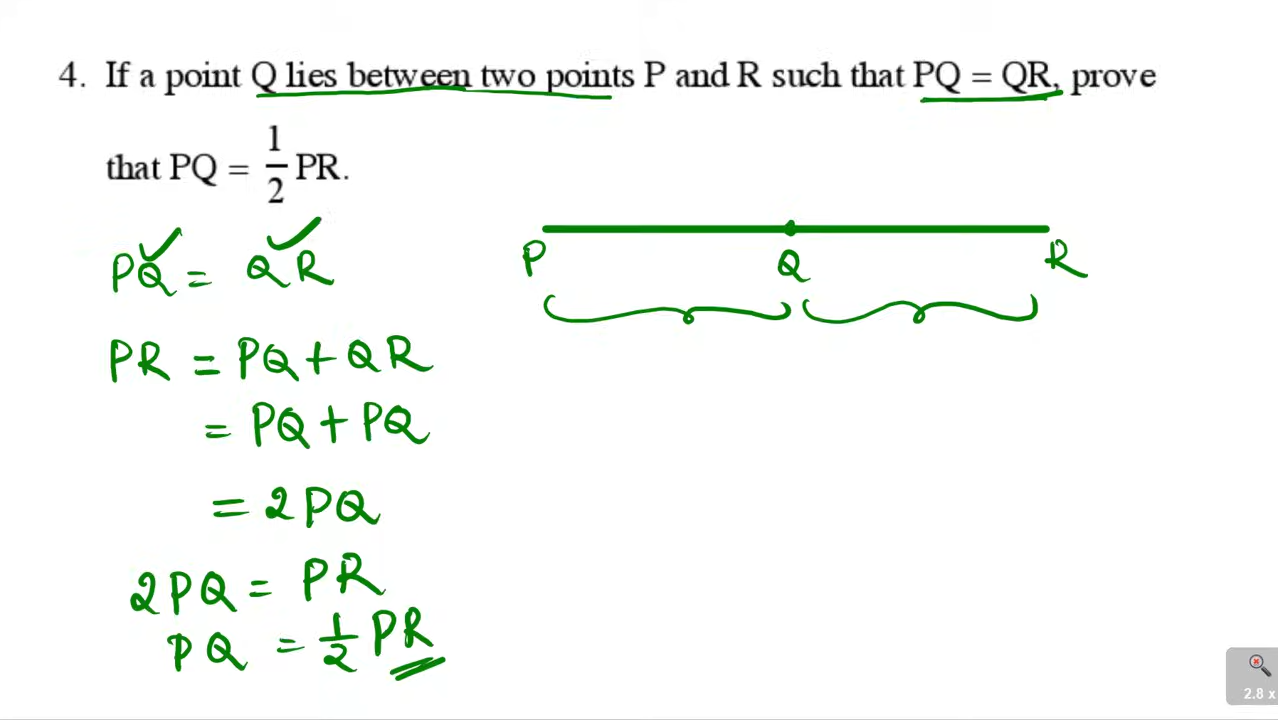 4. If a point Q lies between two points P and R such that PQ = QR, prove
that PQ = 1/2 PR.
P Q R
PQ = QR
PR = PQ + QR
= PQ + PQ
= 2PQ
2PQ = PR
PQ = 1/2 PR
2.8 x